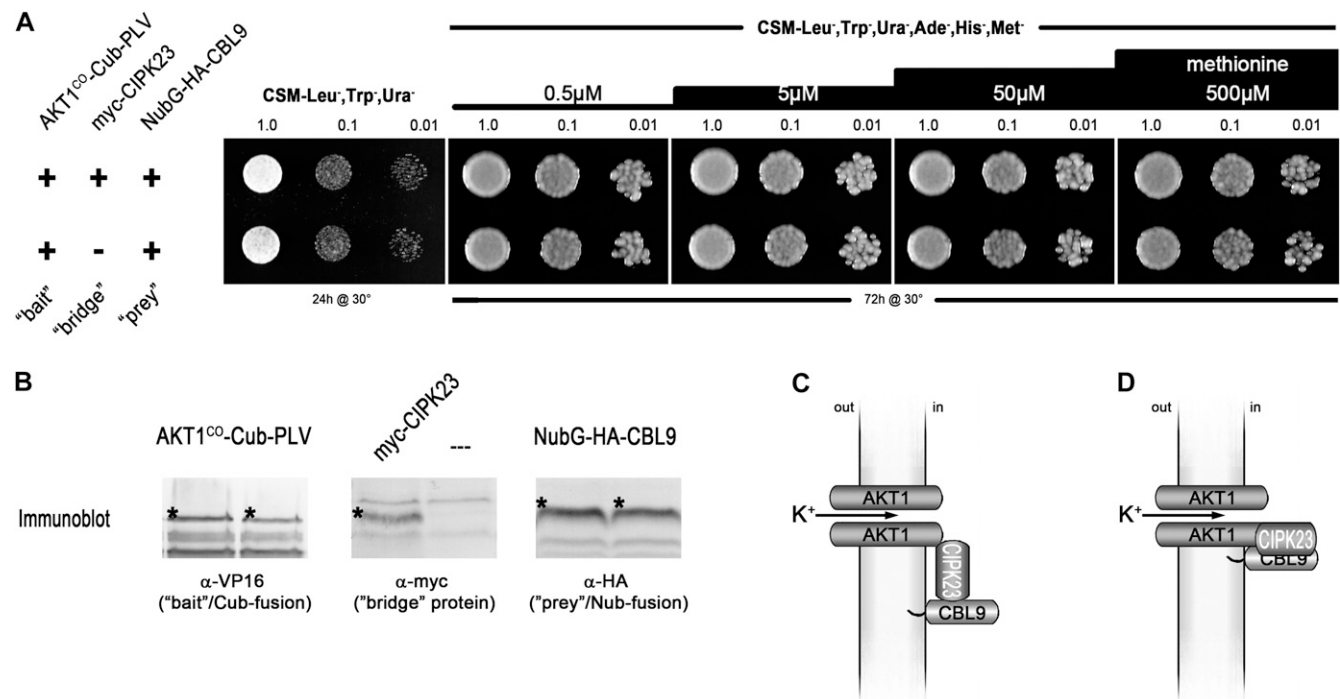 A
AKT1CO-Cub-PLV
myc-CIPK23
NubG-HA-CBL9
CSM-Leu-,Trp-,Ura-
CSM-Leu-,Trp-,Ura-,Ade-,His-,Met-
methionine
0.5µM 5µM 50µM 500µM
1.0 0.1 0.01 1.0 0.1 0.01 1.0 0.1 0.01 1.0 0.1 0.01 1.0 0.1 0.01
+ + +
+ - +
"bait" "bridge" "prey"
24h @ 30° 72h @ 30°
B
AKT1CO-Cub-PLV myc-CIPK23 --- NubG-HA-CBL9
Immunoblot * * * * *
α-VP16 α-myc α-HA
("bait"/Cub-fusion) ("bridge" protein) ("prey"/Nub-fusion)
C
out in
AKT1
K+
AKT1
CIPK23
CBL9
D
out in
AKT1
K+
AKT1 CIPK23
CBL9